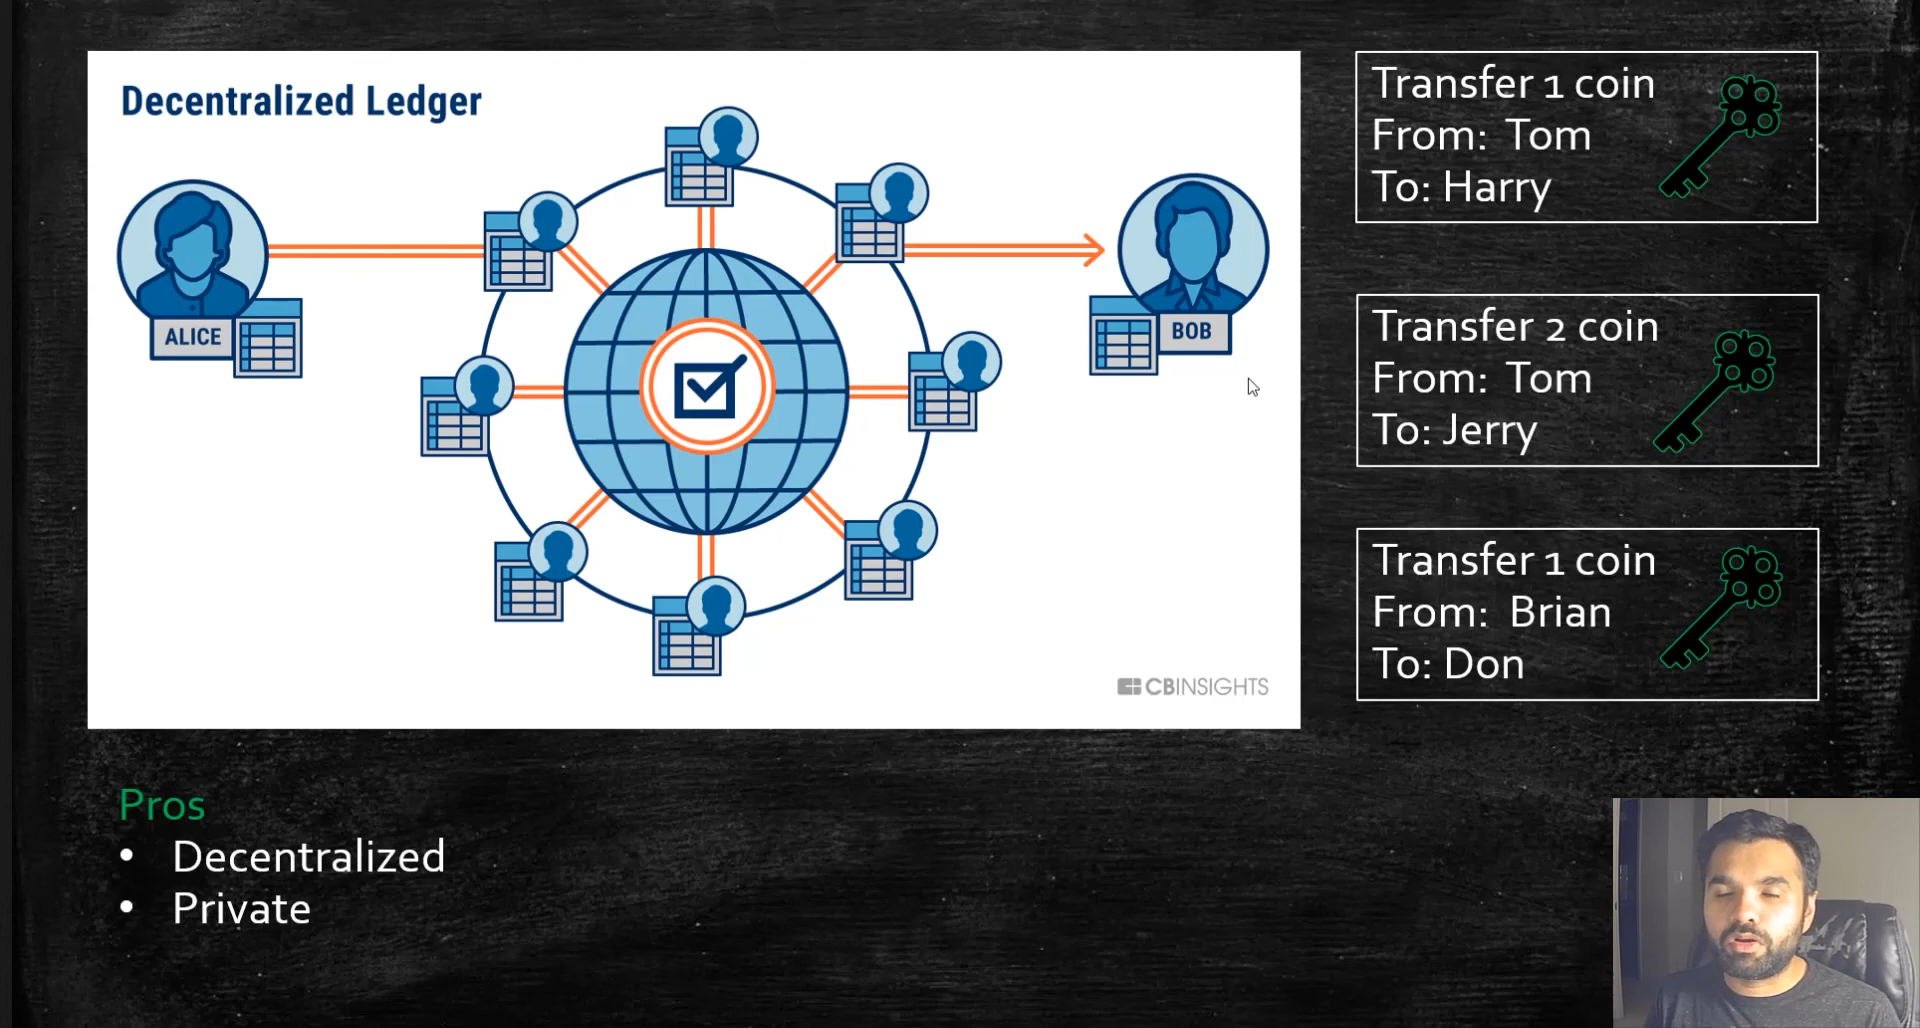 Decentralized Ledger
ALICE
BOB
CBINSIGHTS
Transfer 1 coin
From: Tom
To: Harry
Transfer 2 coin
From: Tom
To: Jerry
Transfer 1 coin
From: Brian
To: Don
Pros
• Decentralized
• Private